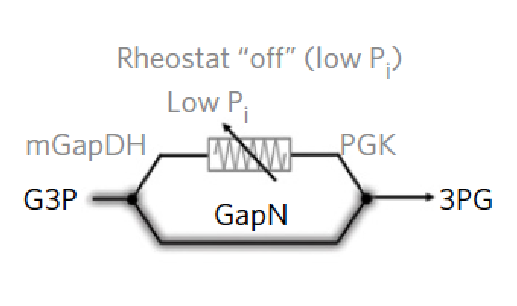 Rheostat “off” (low Pi)
Low Pi
mGapDH PGK
G3P 3PG
GapN